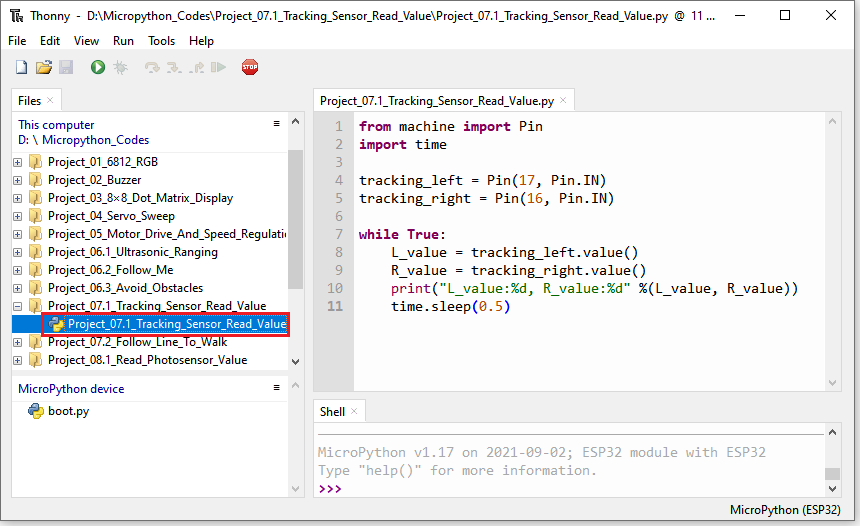 Thonny - D:\Micropython_Codes\Project_07.1_Tracking_Sensor_Read_Value\Project_07.1_Tracking_Sensor_Read_Value.py @ 11 ...
File Edit View Run Tools Help
STOP
Files ×
This computer
D: \ Micropython_Codes
Project_01_6812_RGB
Project_02_Buzzer
Project_03_8×8_Dot_Matrix_Display
Project_04_Servo_Sweep
Project_05_Motor_Drive_And_Speed_Regulati
Project_06.1_Ultrasonic_Ranging
Project_06.2_Follow_Me
Project_06.3_Avoid_Obstacles
Project_07.1_Tracking_Sensor_Read_Value
Project_07.1_Tracking_Sensor_Read_Value
Project_07.2_Follow_Line_To_Walk
Project_08.1_Read_Photosensor_Value
MicroPython device
boot.py
Project_07.1_Tracking_Sensor_Read_Value.py ×
1 from machine import Pin
2 import time
3
4 tracking_left = Pin(17, Pin.IN)
5 tracking_right = Pin(16, Pin.IN)
6
7 while True:
8     L_value = tracking_left.value()
9     R_value = tracking_right.value()
10     print("L_value:%d, R_value:%d" %(L_value, R_value))
11     time.sleep(0.5)
Shell ×
MicroPython v1.17 on 2021-09-02; ESP32 module with ESP32
Type "help()" for more information.
>>>
MicroPython (ESP32)